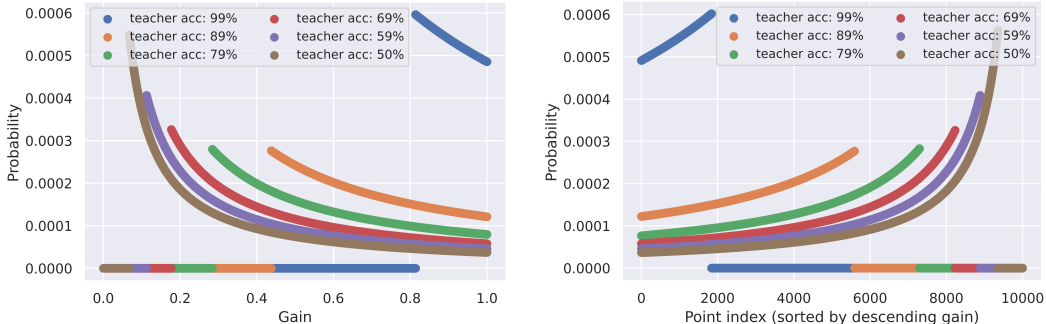 0.0006
0.0005
0.0004
0.0003
0.0002
0.0001
0.0000
Probability
teacher acc: 99%
teacher acc: 89%
teacher acc: 79%
teacher acc: 69%
teacher acc: 59%
teacher acc: 50%
0.0 0.2 0.4 0.6 0.8 1.0
Gain
0.0006
0.0005
0.0004
0.0003
0.0002
0.0001
0.0000
Probability
teacher acc: 99%
teacher acc: 89%
teacher acc: 79%
teacher acc: 69%
teacher acc: 59%
teacher acc: 50%
0 2000 4000 6000 8000 10000
Point index (sorted by descending gain)